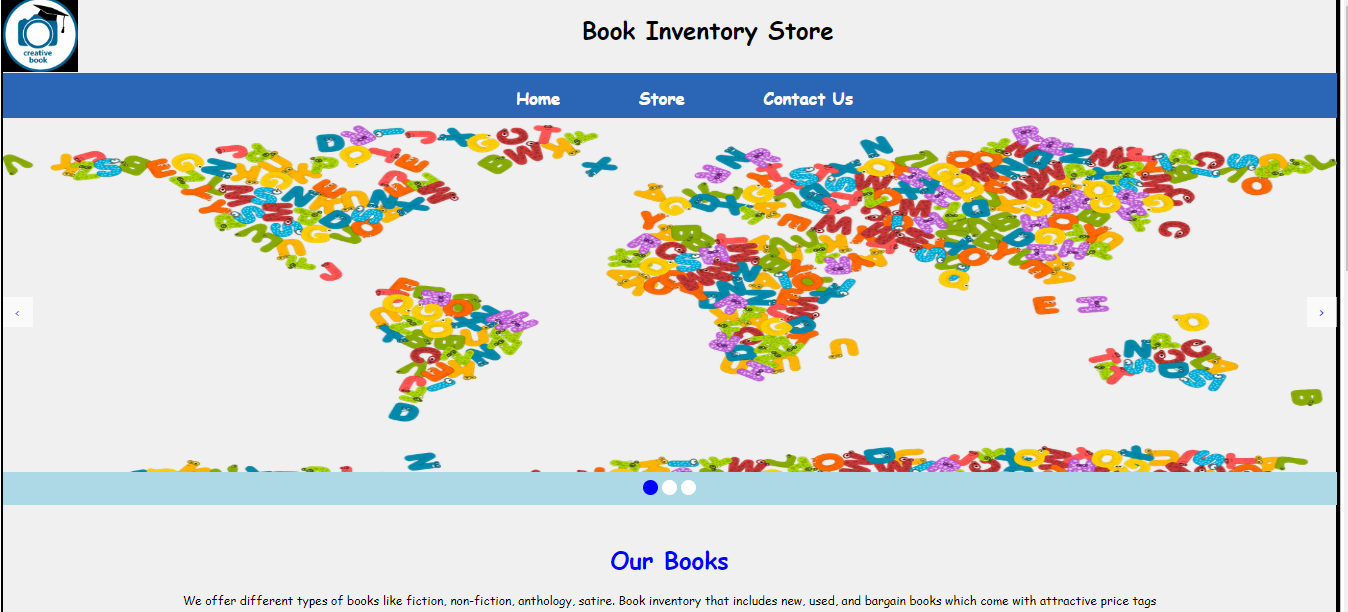 creative
book
Book Inventory Store
Home Store Contact Us
Our Books
We offer different types of books like fiction, non-fiction, anthology, satire. Book inventory that includes new, used, and bargain books which come with attractive price tags